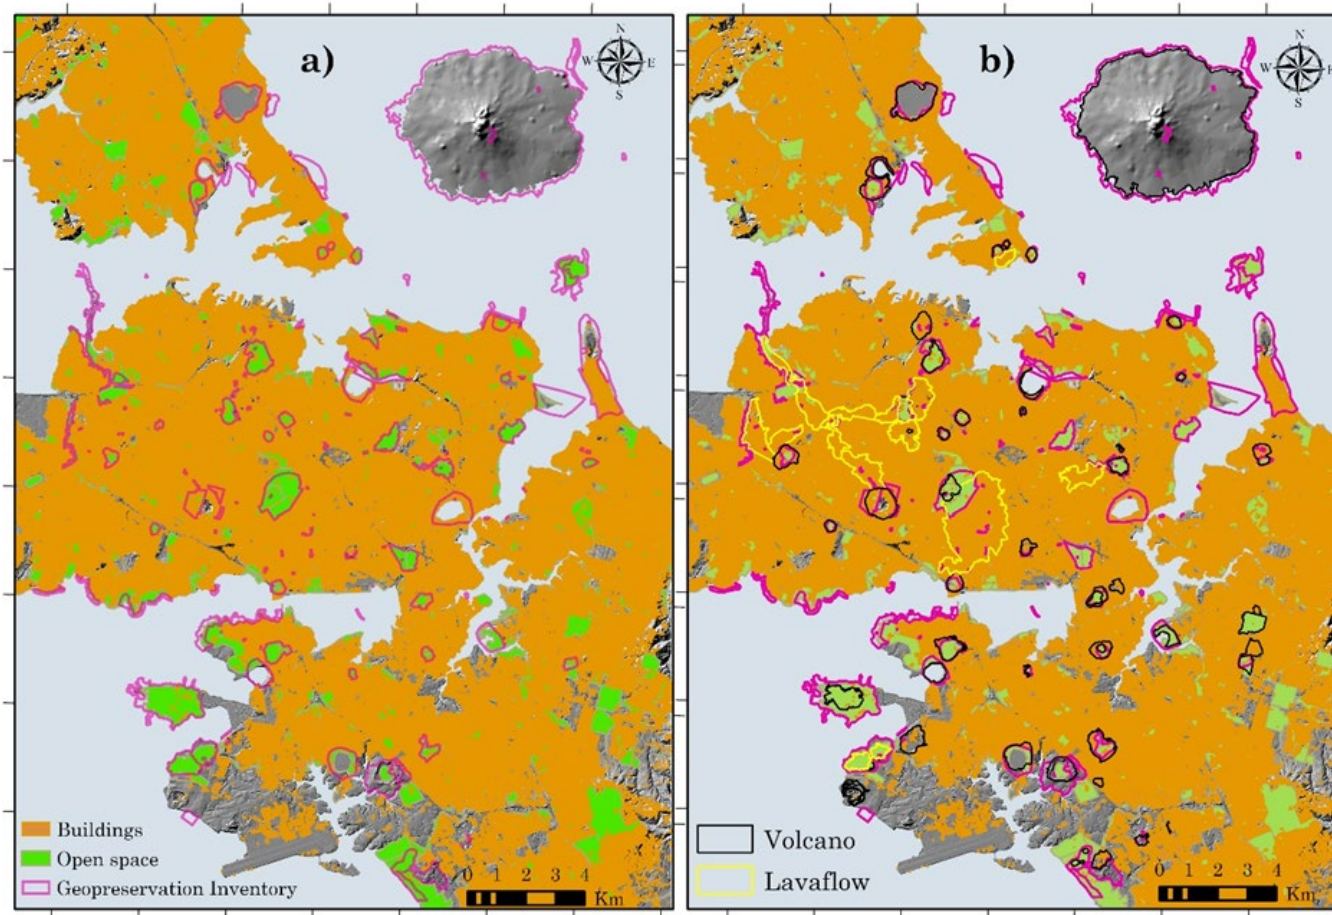 a)
N
W E
S
Buildings
Open space
Geopreservation Inventory
0 1 2 3 4
Km
b)
N
W E
S
Volcano
Lavaflow
0 1 2 3 4
Km